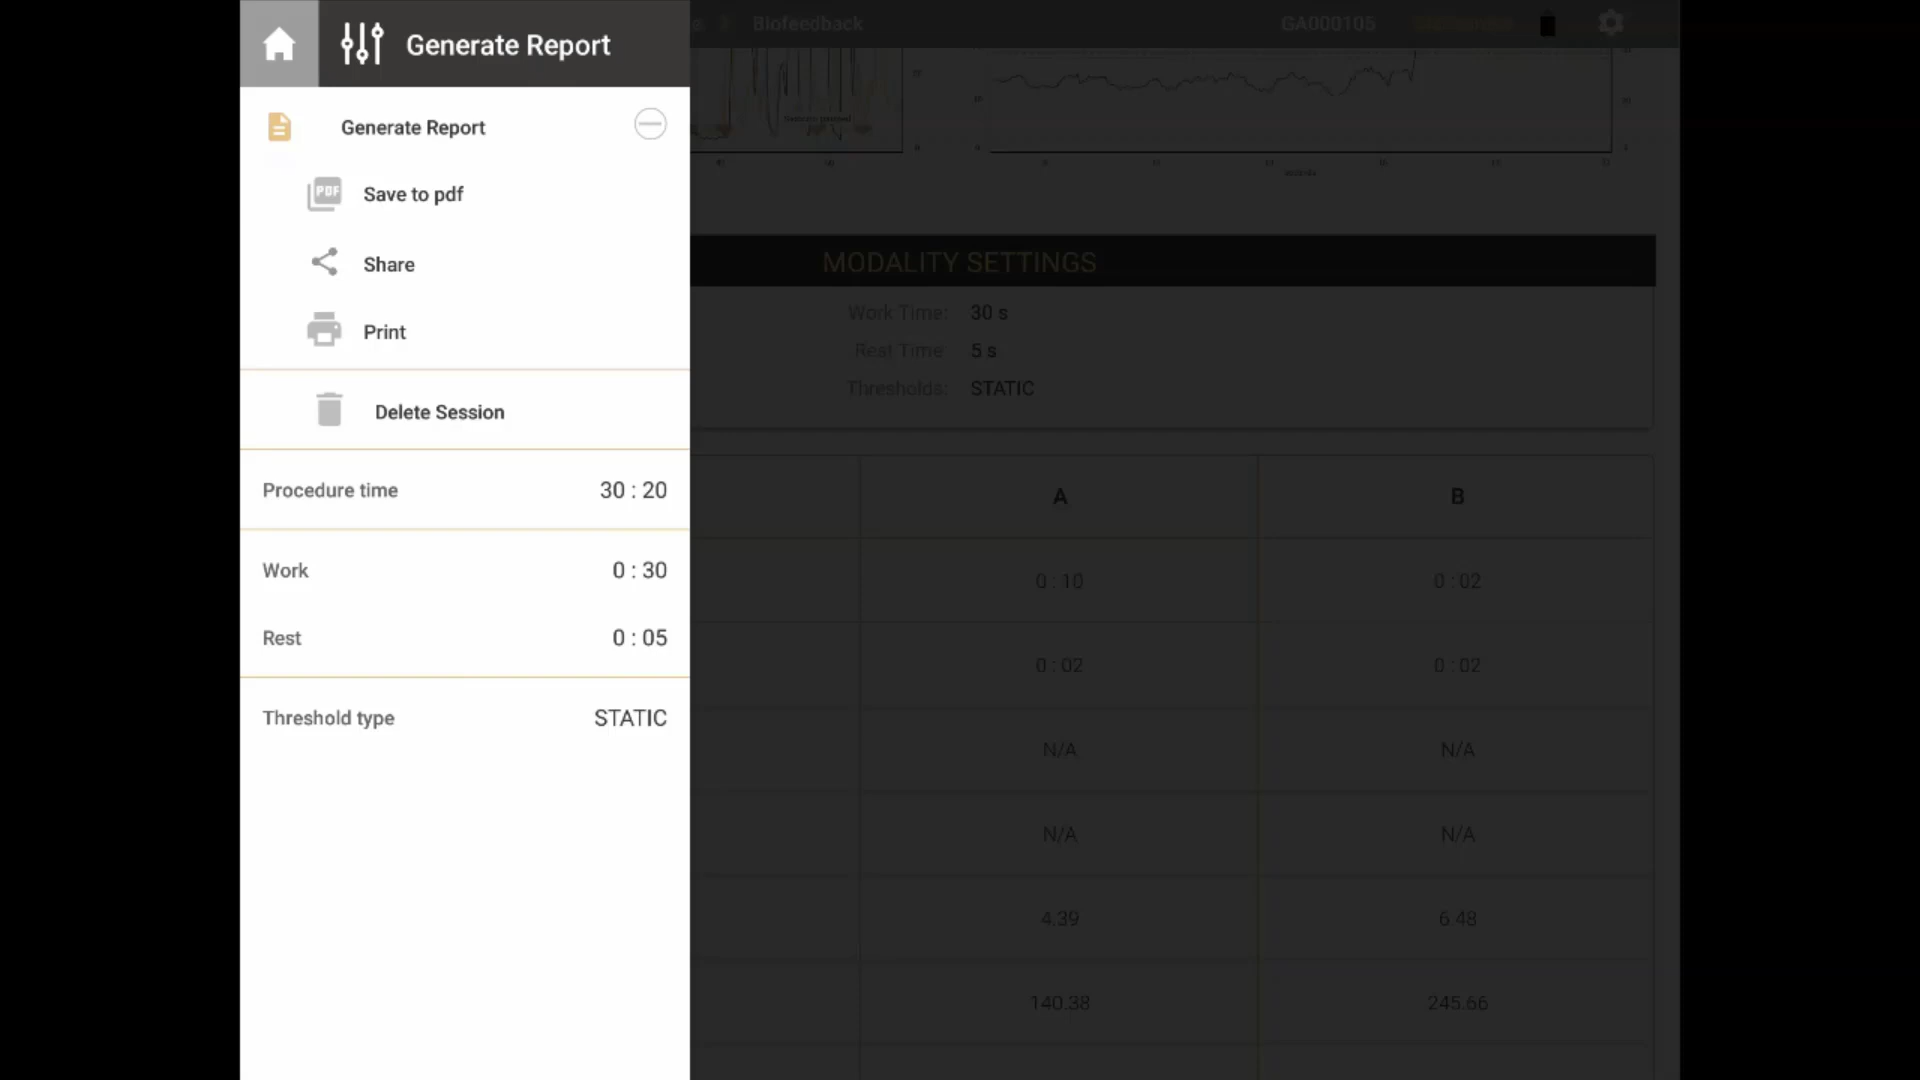 Generate Report
Generate Report
PDF
Save to pdf
Share
Print
Delete Session
Procedure time 30 : 20
Work 0 : 30
Rest 0 : 05
Threshold type STATIC
Biofeedback
GA000105
MODALITY SETTINGS
Work Time: 30 s
Rest Time: 5 s
Thresholds: STATIC
A B
0 : 10 0 : 02
0 : 02 0 : 02
N/A N/A
N/A N/A
4.39 6.48
140.38 245.66